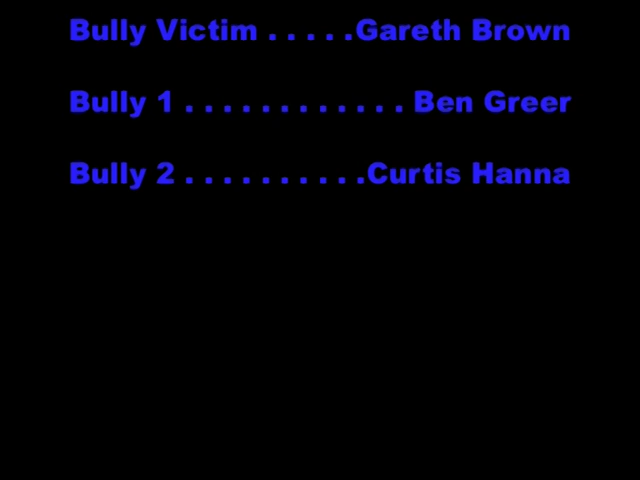 Bully Victim . . . . .Gareth Brown
Bully 1 . . . . . . . . . . . . Ben Greer
Bully 2 . . . . . . . . . .Curtis Hanna